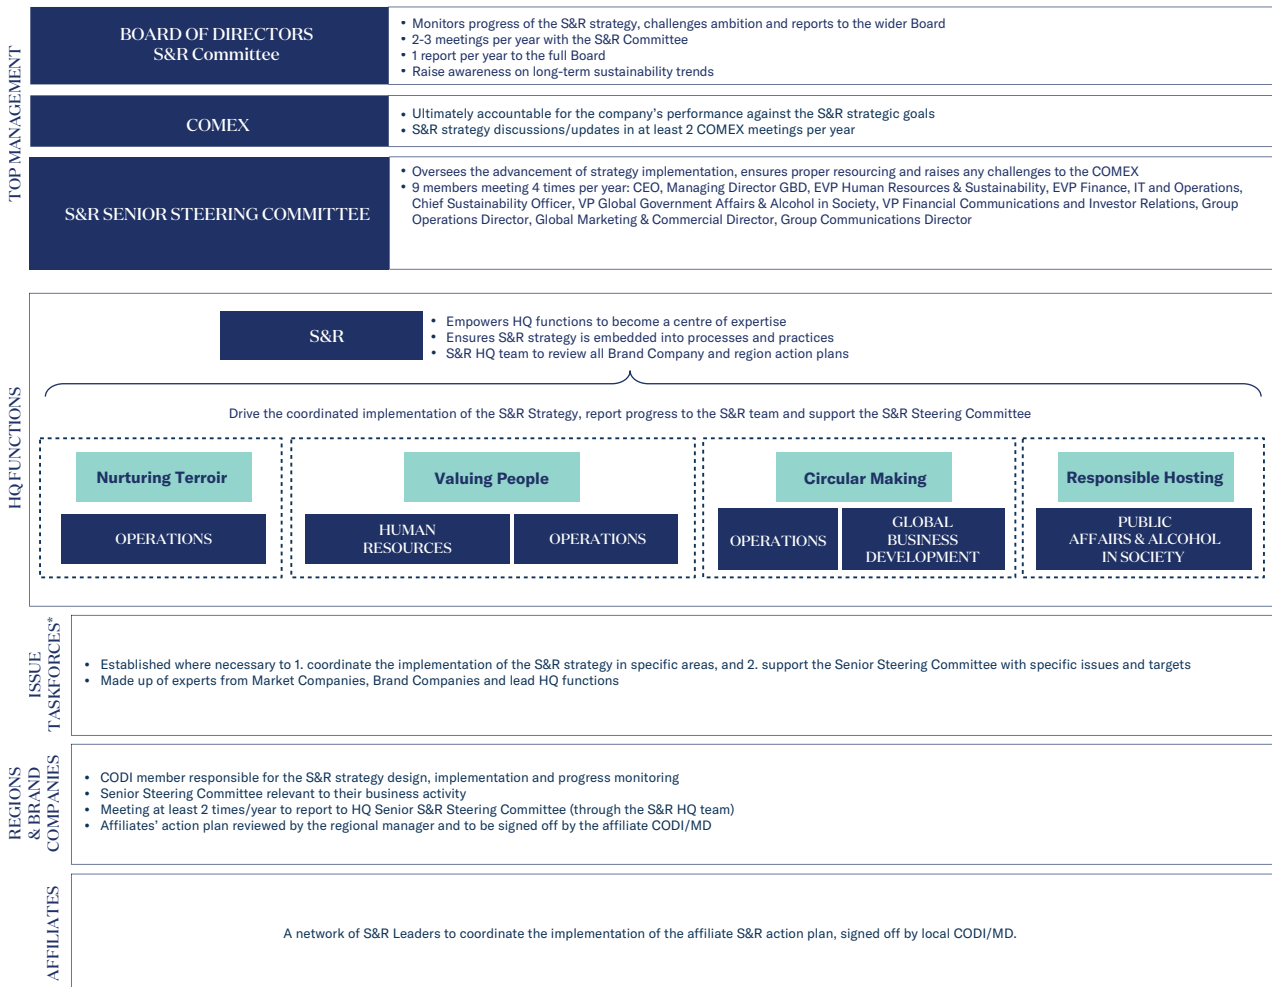 TOP MANAGEMENT
BOARD OF DIRECTORS
S&R Committee
• Monitors progress of the S&R strategy, challenges ambition and reports to the wider Board
• 2-3 meetings per year with the S&R Committee
• 1 report per year to the full Board
• Raise awareness on long-term sustainability trends
COMEX
• Ultimately accountable for the company's performance against the S&R strategic goals
• S&R strategy discussions/updates in at least 2 COMEX meetings per year
S&R SENIOR STEERING COMMITTEE
• Oversees the advancement of strategy implementation, ensures proper resourcing and raises any challenges to the COMEX
• 9 members meeting 4 times per year: CEO, Managing Director GBD, EVP Human Resources & Sustainability, EVP Finance, IT and Operations,
Chief Sustainability Officer, VP Global Government Affairs & Alcohol in Society, VP Financial Communications and Investor Relations, Group
Operations Director, Global Marketing & Commercial Director, Group Communications Director
HQ FUNCTIONS
S&R
• Empowers HQ functions to become a centre of expertise
• Ensures S&R strategy is embedded into processes and practices
• S&R HQ team to review all Brand Company and region action plans
Drive the coordinated implementation of the S&R Strategy, report progress to the S&R team and support the S&R Steering Committee
Nurturing Terroir
OPERATIONS
Valuing People
HUMAN
RESOURCES
OPERATIONS
Circular Making
OPERATIONS
GLOBAL
BUSINESS
DEVELOPMENT
Responsible Hosting
PUBLIC
AFFAIRS & ALCOHOL
IN SOCIETY
ISSUE
TASKFORCES*
• Established where necessary to 1. coordinate the implementation of the S&R strategy in specific areas, and 2. support the Senior Steering Committee with specific issues and targets
• Made up of experts from Market Companies, Brand Companies and lead HQ functions
REGIONS
& BRAND
COMPANIES
• CODI member responsible for the S&R strategy design, implementation and progress monitoring
• Senior Steering Committee relevant to their business activity
• Meeting at least 2 times/year to report to HQ Senior S&R Steering Committee (through the S&R HQ team)
• Affiliates' action plan reviewed by the regional manager and to be signed off by the affiliate CODI/MD
AFFILIATES
A network of S&R Leaders to coordinate the implementation of the affiliate S&R action plan, signed off by local CODI/MD.